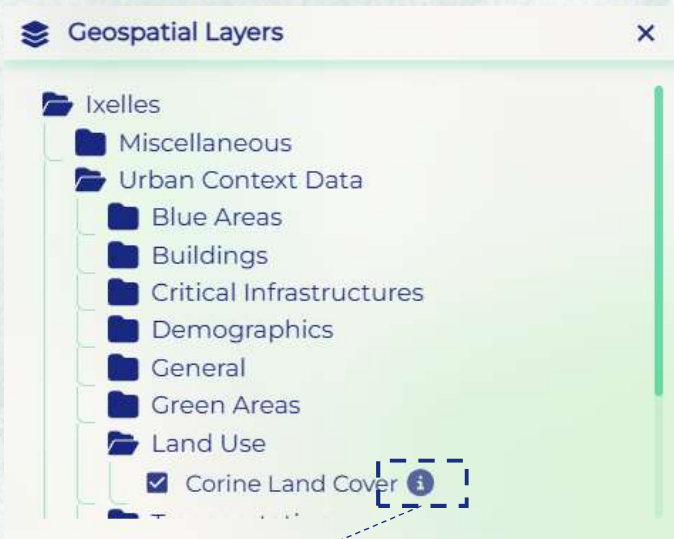 Geospatial Layers
Ixelles
Miscellaneous
Urban Context Data
Blue Areas
Buildings
Critical Infrastructures
Demographics
General
Green Areas
Land Use
Corine Land Cover